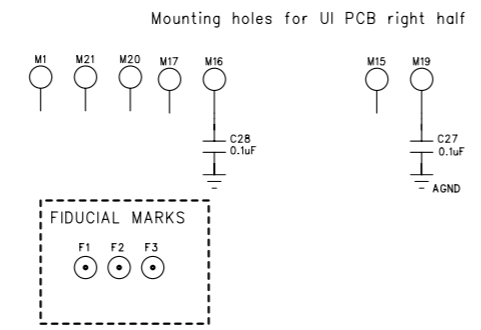 Mounting holes for UI PCB right half
M1 M21 M20 M17 M16 M15 M19
C28 C27
0.1uF 0.1uF
AGND
FIDUCIAL MARKS
F1 F2 F3